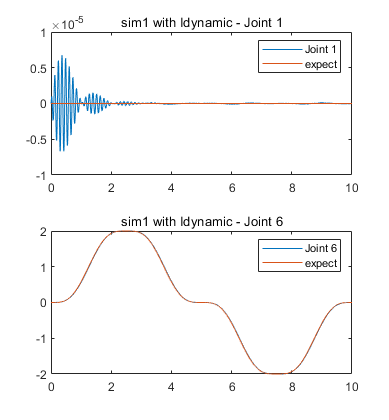 sim1 with ldynamic - Joint 1
×10⁻⁵
1
0.5
0
-0.5
-1
Joint 1
expect
0 2 4 6 8 10
sim1 with ldynamic - Joint 6
2
1
0
-1
-2
Joint 6
expect
0 2 4 6 8 10